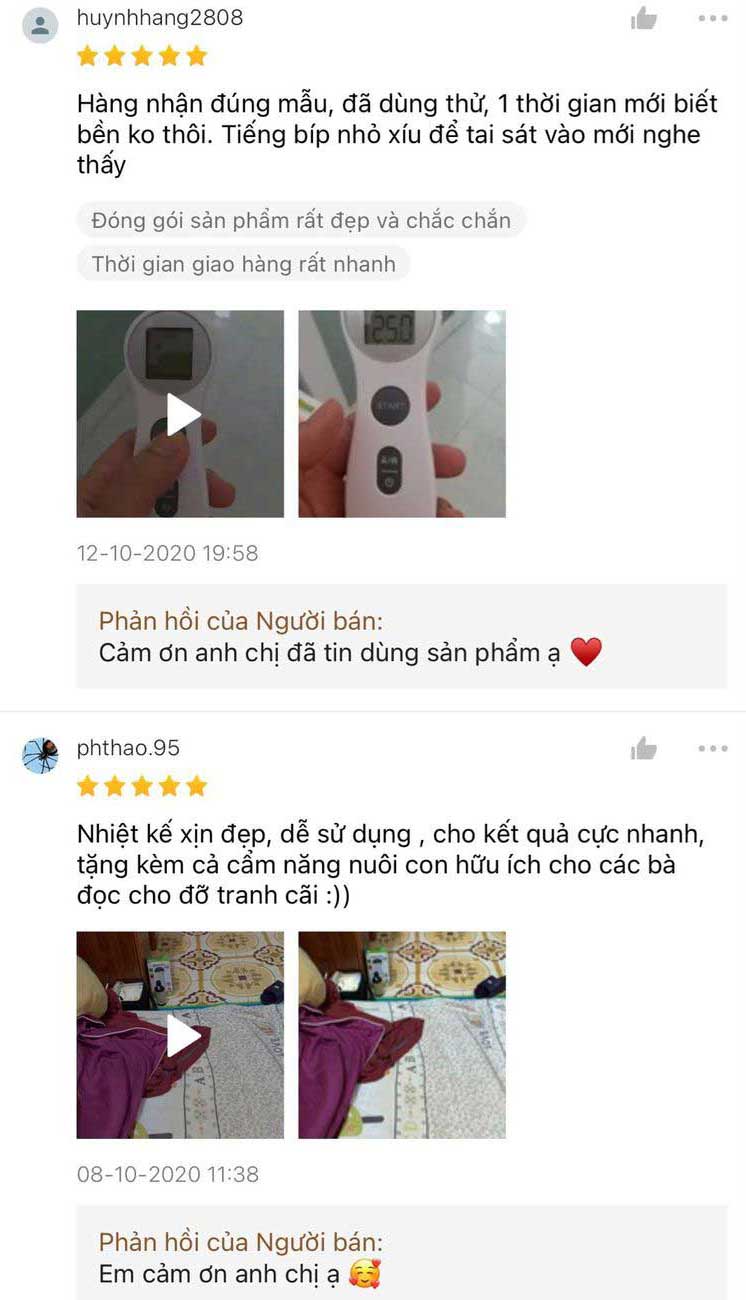 huynhhang2808
Hàng nhận đúng mẫu, đã dùng thử, 1 thời gian mới biết
bền ko thôi. Tiếng bíp nhỏ xíu để tai sát vào mới nghe
thấy
Đóng gói sản phẩm rất đẹp và chắc chắn
Thời gian giao hàng rất nhanh
25.0
START
12-10-2020 19:58
Phản hồi của Người bán:
Cảm ơn anh chị đã tin dùng sản phẩm ạ ❤️
phthao.95
Nhiệt kế xịn đẹp, dễ sử dụng , cho kết quả cực nhanh,
tặng kèm cả cẩm năng nuôi con hữu ích cho các bà
đọc cho đỡ tranh cãi :))
08-10-2020 11:38
Phản hồi của Người bán:
Em cảm ơn anh chị ạ 🥰